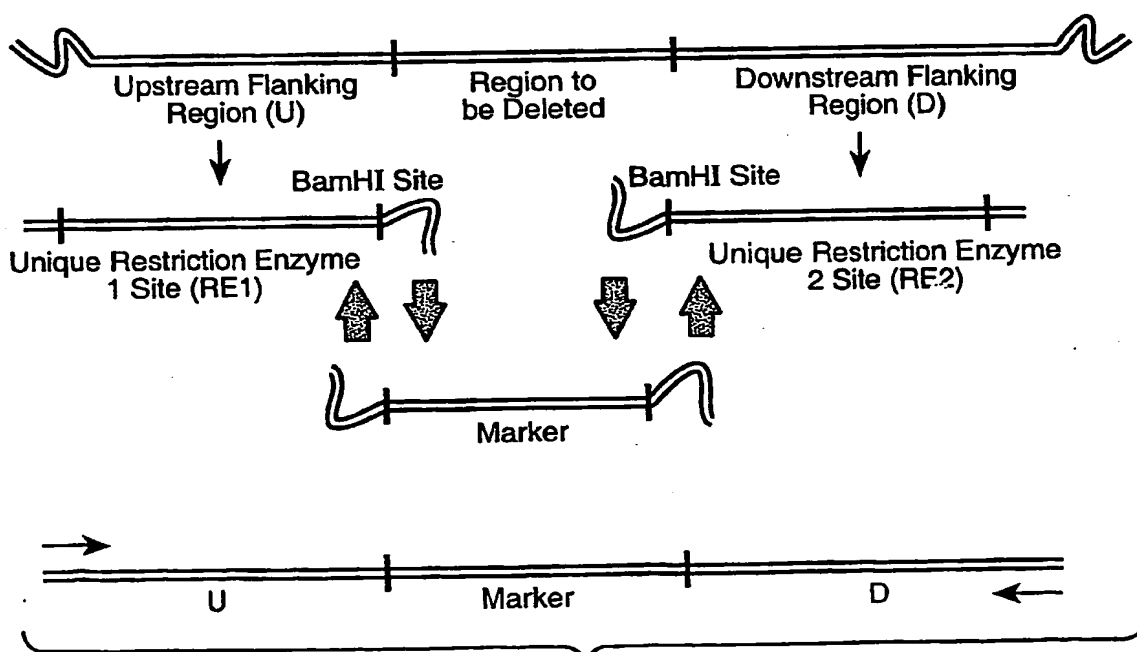 Upstream Flanking
Region (U)
Region to
be Deleted
Downstream Flanking
Region (D)
BamHI Site
BamHI Site
Unique Restriction Enzyme
1 Site (RE1)
Unique Restriction Enzyme
2 Site (RE2)
Marker
U
Marker
D